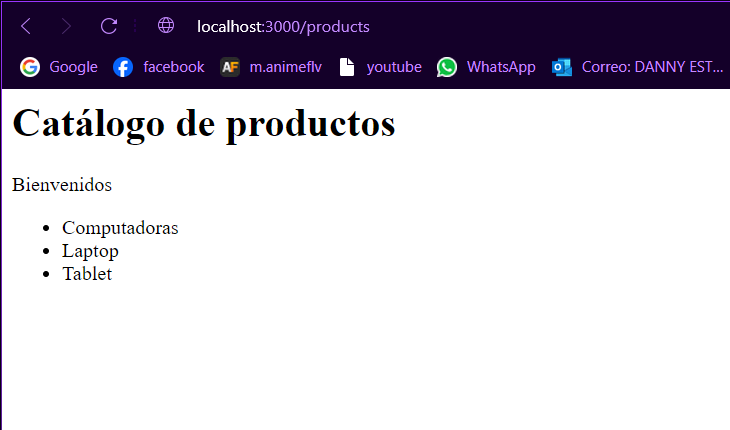 localhost:3000/products
Google facebook AF m.animeflv youtube WhatsApp Correo: DANNY EST...
Catálogo de productos
Bienvenidos
Computadoras
Laptop
Tablet